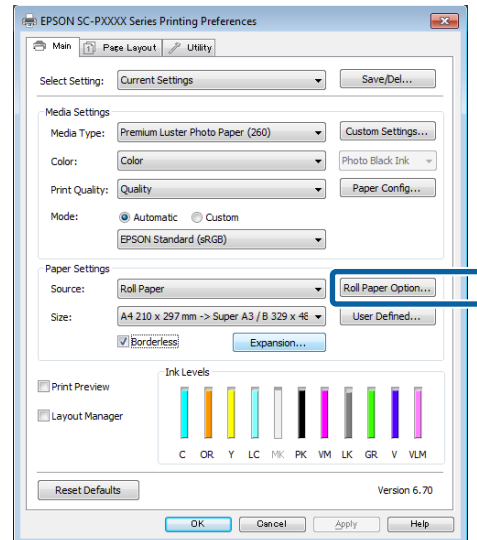 EPSON SC-PXXXX Series Printing Preferences
Main Page Layout Utility
Select Setting: Current Settings Save/Del...
Media Settings
Media Type: Premium Luster Photo Paper (260) Custom Settings...
Color: Color Photo Black Ink
Print Quality: Quality Paper Config...
Mode: Automatic Custom
EPSON Standard (sRGB)
Paper Settings
Source: Roll Paper Roll Paper Option...
Size: A4 210 x 297 mm -> Super A3 / B 329 x 48 User Defined...
Borderless Expansion...
Ink Levels
Print Preview
Layout Manager
C OR Y LC MK PK VM LK GR V VLM
Reset Defaults Version 6.70
OK Cancel Apply Help